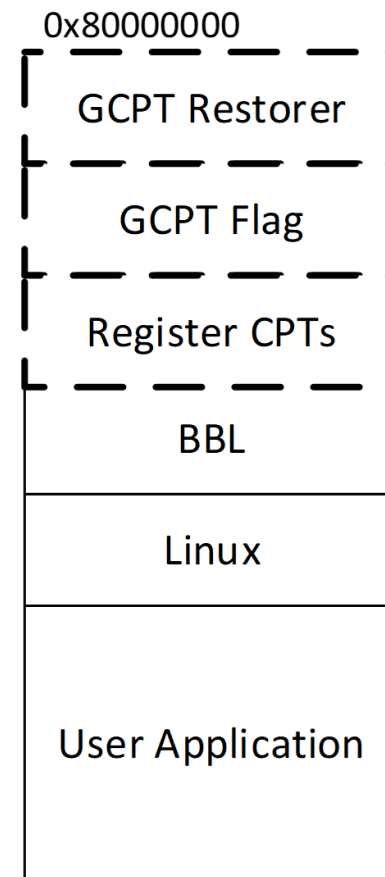 0x80000000
GCPT Restorer
GCPT Flag
Register CPTs
BBL
Linux
User Application